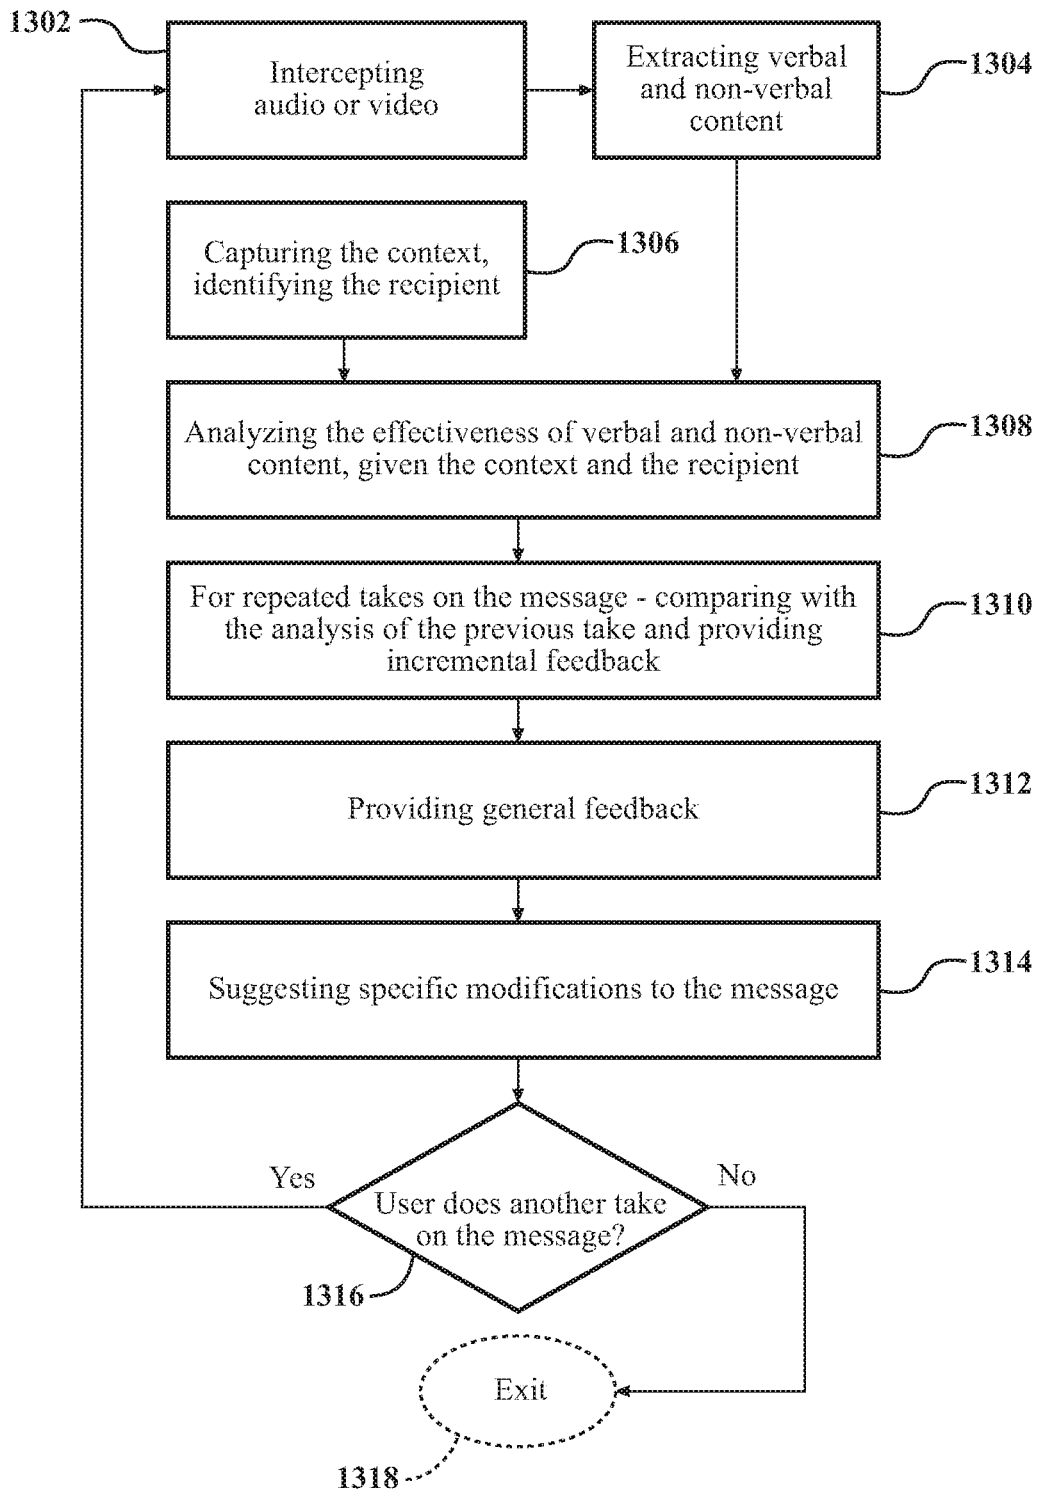 1302
Intercepting
audio or video
Extracting verbal
and non-verbal
content
1304
Capturing the context,
identifying the recipient
1306
Analyzing the effectiveness of verbal and non-verbal
content, given the context and the recipient
1308
For repeated takes on the message - comparing with
the analysis of the previous take and providing
incremental feedback
1310
Providing general feedback
1312
Suggesting specific modifications to the message
1314
Yes
No
User does another take
on the message?
1316
Exit
1318